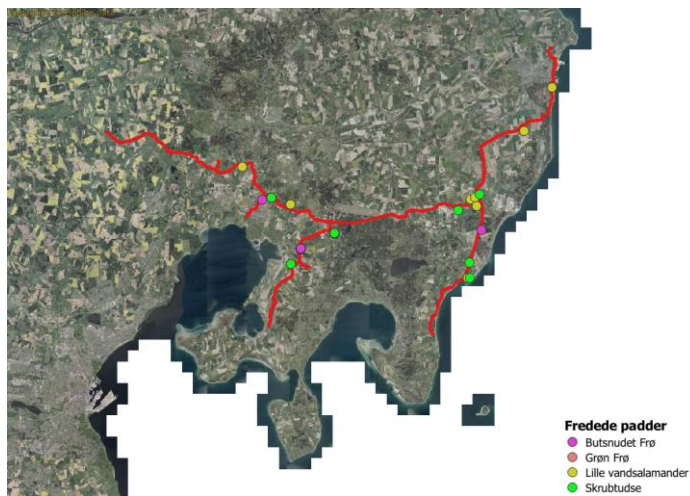 Fredede padder
Butsnudet Frø
Grøn Frø
Lille vandsalamander
Skrubtudse